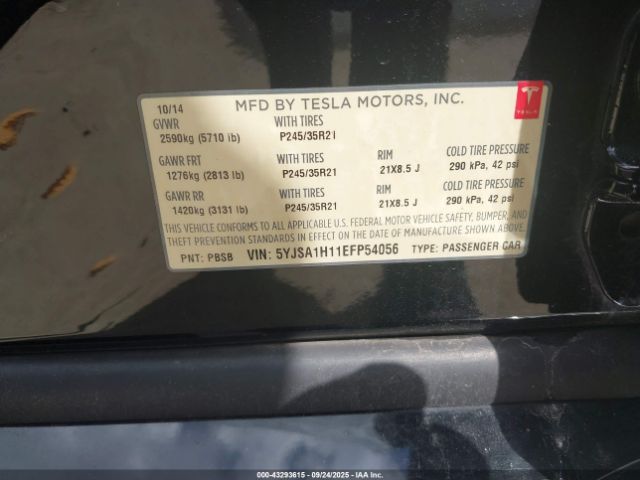 10/14 MFD BY TESLA MOTORS, INC.
TESLA
GVWR WITH TIRES
2590kg (5710 lb) P245/35R21
GAWR FRT WITH TIRES RIM COLD TIRE PRESSURE
1276kg (2813 lb) P245/35R21 21X8.5 J 290 kPa, 42 psi
GAWR RR WITH TIRES RIM COLD TIRE PRESSURE
1420kg (3131 lb) P245/35R21 21X8.5 J 290 kPa, 42 psi
THIS VEHICLE CONFORMS TO ALL APPLICABLE U.S. FEDERAL MOTOR VEHICLE SAFETY, BUMPER, AND
THEFT PREVENTION STANDARDS IN EFFECT ON THE DATE OF MANUFACTURE SHOWN ABOVE.
PNT: PBSB VIN: 5YJSA1H11EFP54056 TYPE: PASSENGER CAR
000-43293615 - 09/24/2025 - IAA Inc.